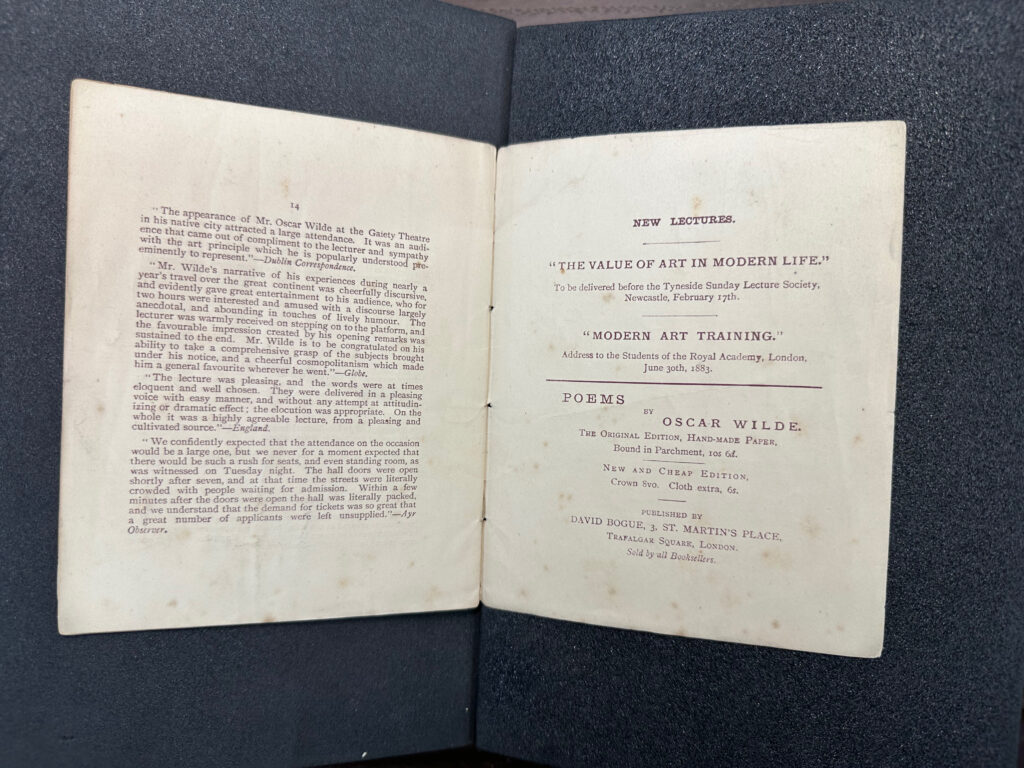 14
"The appearance of Mr. Oscar Wilde at the Gaiety Theatre
in his native city attracted a large attendance. It was an audi-
ence that came out of compliment to the lecturer and sympathy
with the art principle which he is popularly understood pre-
eminently to represent."—Dublin Correspondence.
"Mr. Wilde's narrative of his experiences during nearly a
year's travel over the great continent was cheerfully discursive,
and evidently gave great entertainment to his audience, who for
two hours were interested and amused with a discourse largely
anecdotal, and abounding in touches of lively humour. The
lecturer was warmly received on stepping on to the platform, and
the favourable impression created by his opening remarks was
sustained to the end. Mr. Wilde is to be congratulated on his
ability to take a comprehensive grasp of the subjects brought
under his notice, and a cheerful cosmopolitanism which made
him a general favourite wherever he went."—Globe.
"The lecture was pleasing, and the words were at times
eloquent and well chosen. They were delivered in a pleasing
voice with easy manner, and without any attempt at attitudin-
izing or dramatic effect; the elocution was appropriate. On the
whole it was a highly agreeable lecture, from a pleasing and
cultivated source."—England.
"We confidently expected that the attendance on the occasion
would be a large one, but we never for a moment expected that
there would be such a rush for seats, and even standing room, as
was witnessed on Tuesday night. The hall doors were open
shortly after seven, and at that time the streets were literally
crowded with people waiting for admission. Within a few
minutes after the doors were open the hall was literally packed,
and we understand that the demand for tickets was so great that
a great number of applicants were left unsupplied."—Ayr
Observer.
NEW LECTURES.
"THE VALUE OF ART IN MODERN LIFE."
To be delivered before the Tyneside Sunday Lecture Society,
Newcastle, February 17th.
"MODERN ART TRAINING."
Address to the Students of the Royal Academy, London,
June 30th, 1883.
POEMS
BY
OSCAR WILDE.
The Original Edition, Hand-made Paper,
Bound in Parchment, 10s 6d.
New and Cheap Edition,
Crown 8vo. Cloth extra, 6s.
PUBLISHED BY
DAVID BOGUE, 3, ST. MARTIN'S PLACE,
Trafalgar Square, London.
Sold by all Booksellers.